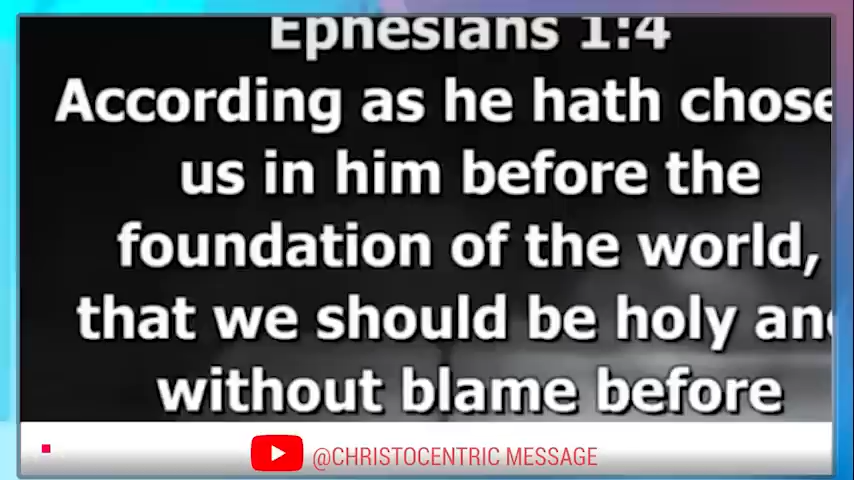 Ephesians 1:4
According as he hath chose
us in him before the
foundation of the world,
that we should be holy and
without blame before
@CHRISTOCENTRIC MESSAGE